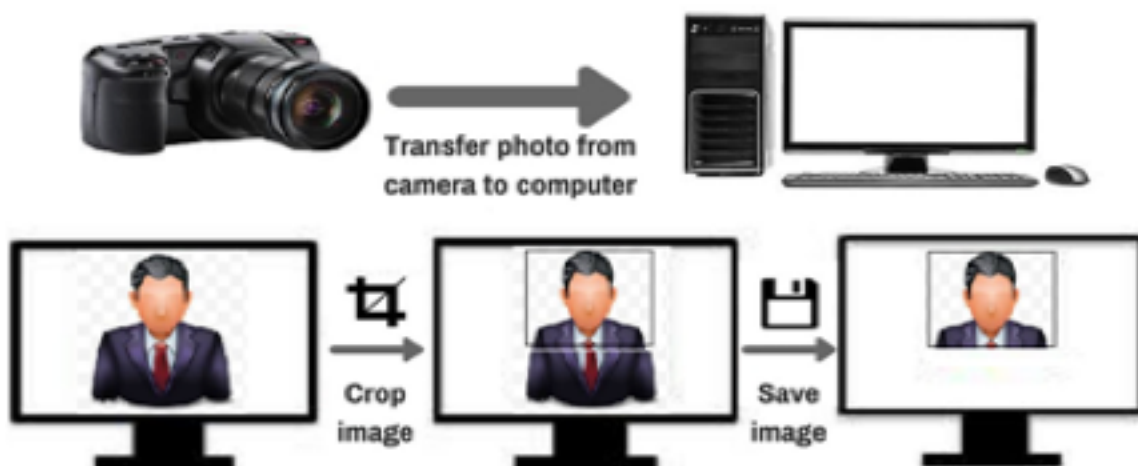 Transfer photo from
camera to computer
Crop
image
Save
image